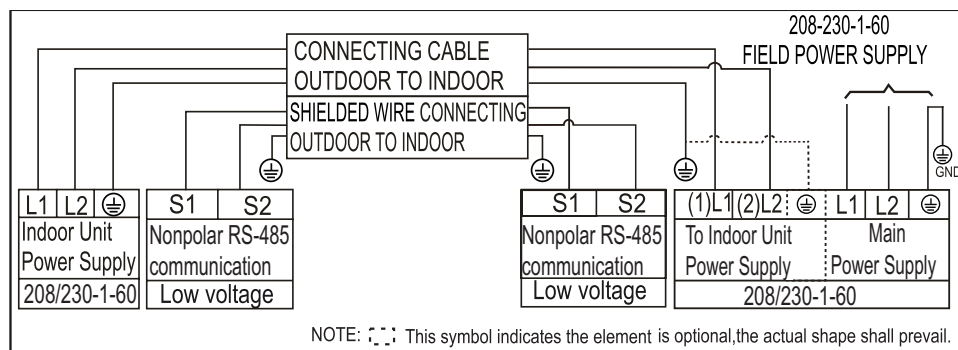 208-230-1-60
FIELD POWER SUPPLY
CONNECTING CABLE
OUTDOOR TO INDOOR
SHIELDED WIRE CONNECTING
OUTDOOR TO INDOOR
GND
L1 L2
Indoor Unit
Power Supply
208/230-1-60
S1 S2
Nonpolar RS-485
communication
Low voltage
S1 S2
Nonpolar RS-485
communication
Low voltage
(1)L1 (2)L2
To Indoor Unit
Power Supply
L1 L2
Main
Power Supply
208/230-1-60
NOTE: This symbol indicates the element is optional,the actual shape shall prevail.